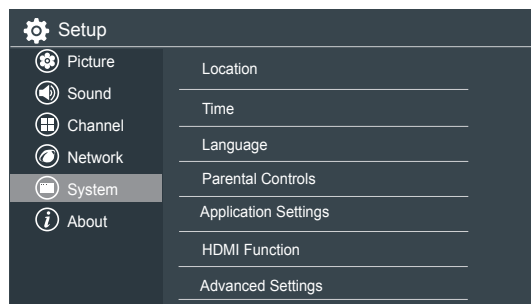 Setup
Picture
Sound
Channel
Network
System
About
Location
Time
Language
Parental Controls
Application Settings
HDMI Function
Advanced Settings